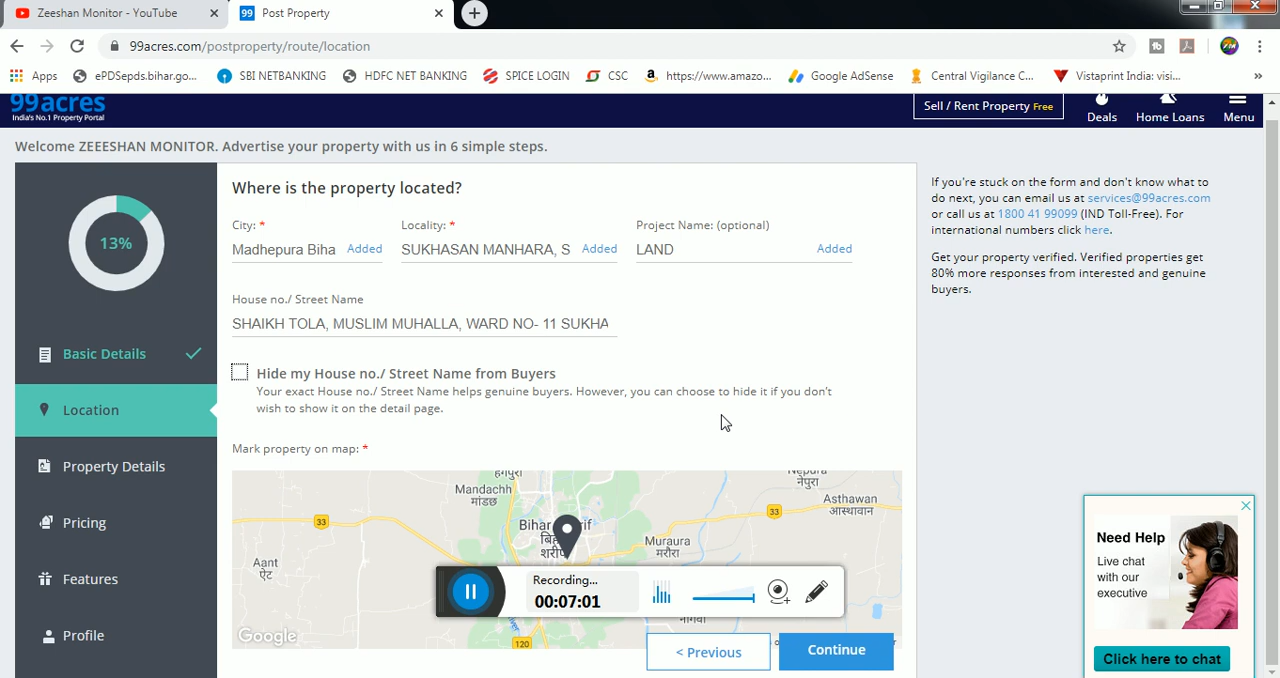 Zeeshan Monitor - YouTube
99 Post Property
99acres.com/postproperty/route/location
Apps ePDSepds.bihar.go... SBI NETBANKING HDFC NET BANKING SPICE LOGIN CSC https://www.amazo... Google AdSense Central Vigilance C... Vistaprint India: visi...
99acres
India's No.1 Property Portal
Sell / Rent Property Free
Deals
Home Loans
Menu
Welcome ZEEESHAN MONITOR. Advertise your property with us in 6 simple steps.
13%
Basic Details
Location
Property Details
Pricing
Features
Profile
Where is the property located?
City: * Locality: * Project Name: (optional)
Madhepura Biha Added SUKHASAN MANHARA, S Added LAND Added
House no./ Street Name
SHAIKH TOLA, MUSLIM MUHALLA, WARD NO- 11 SUKHA
Hide my House no./ Street Name from Buyers
Your exact House no./ Street Name helps genuine buyers. However, you can choose to hide it if you don't
wish to show it on the detail page.
Mark property on map: *
Mandachh
मांडछ
33
Aant
ऐंट
Muraura
मरौरा
33
नेपुरा
Asthawan
आस्थावान
120
Google
Recording...
00:07:01
< Previous
Continue
If you're stuck on the form and don't know what to
do next, you can email us at services@99acres.com
or call us at 1800 41 99099 (IND Toll-Free). For
international numbers click here.
Get your property verified. Verified properties get
80% more responses from interested and genuine
buyers.
Need Help
Live chat
with our
executive
Click here to chat